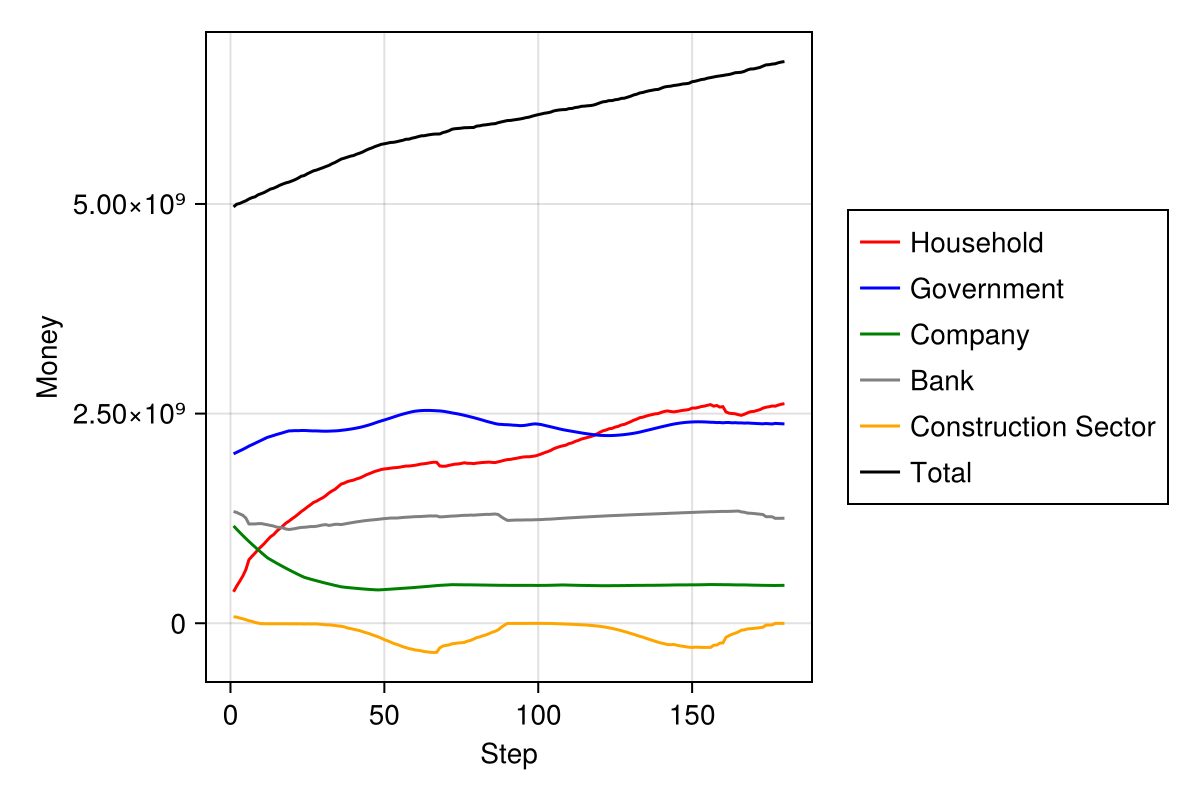 Money
5.00×10⁹
2.50×10⁹
0
0 50 100 150
Step
Household
Government
Company
Bank
Construction Sector
Total